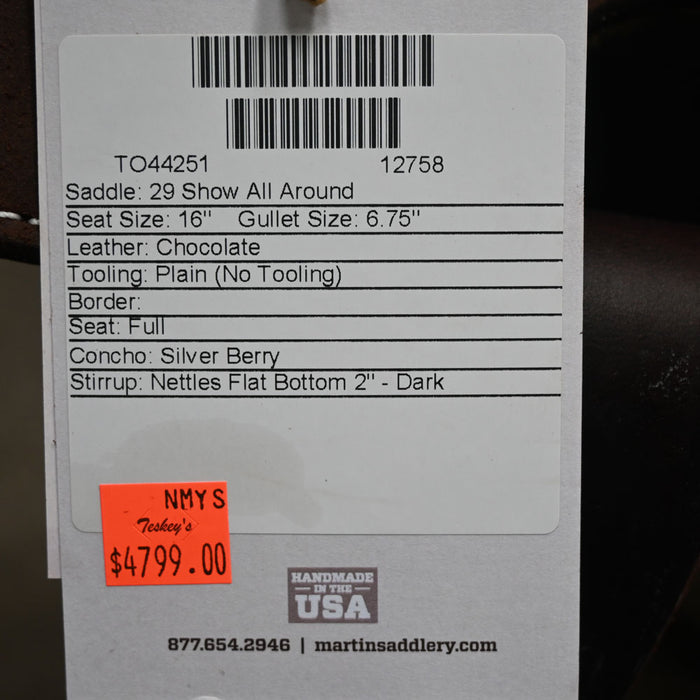 TO44251 12758
Saddle: 29 Show All Around
Seat Size: 16" Gullet Size: 6.75"
Leather: Chocolate
Tooling: Plain (No Tooling)
Border:
Seat: Full
Concho: Silver Berry
Stirrup: Nettles Flat Bottom 2" - Dark
NMYS
Teskey's
$4799.00
HANDMADE
IN THE
USA
877.654.2946 | martinsaddlery.com